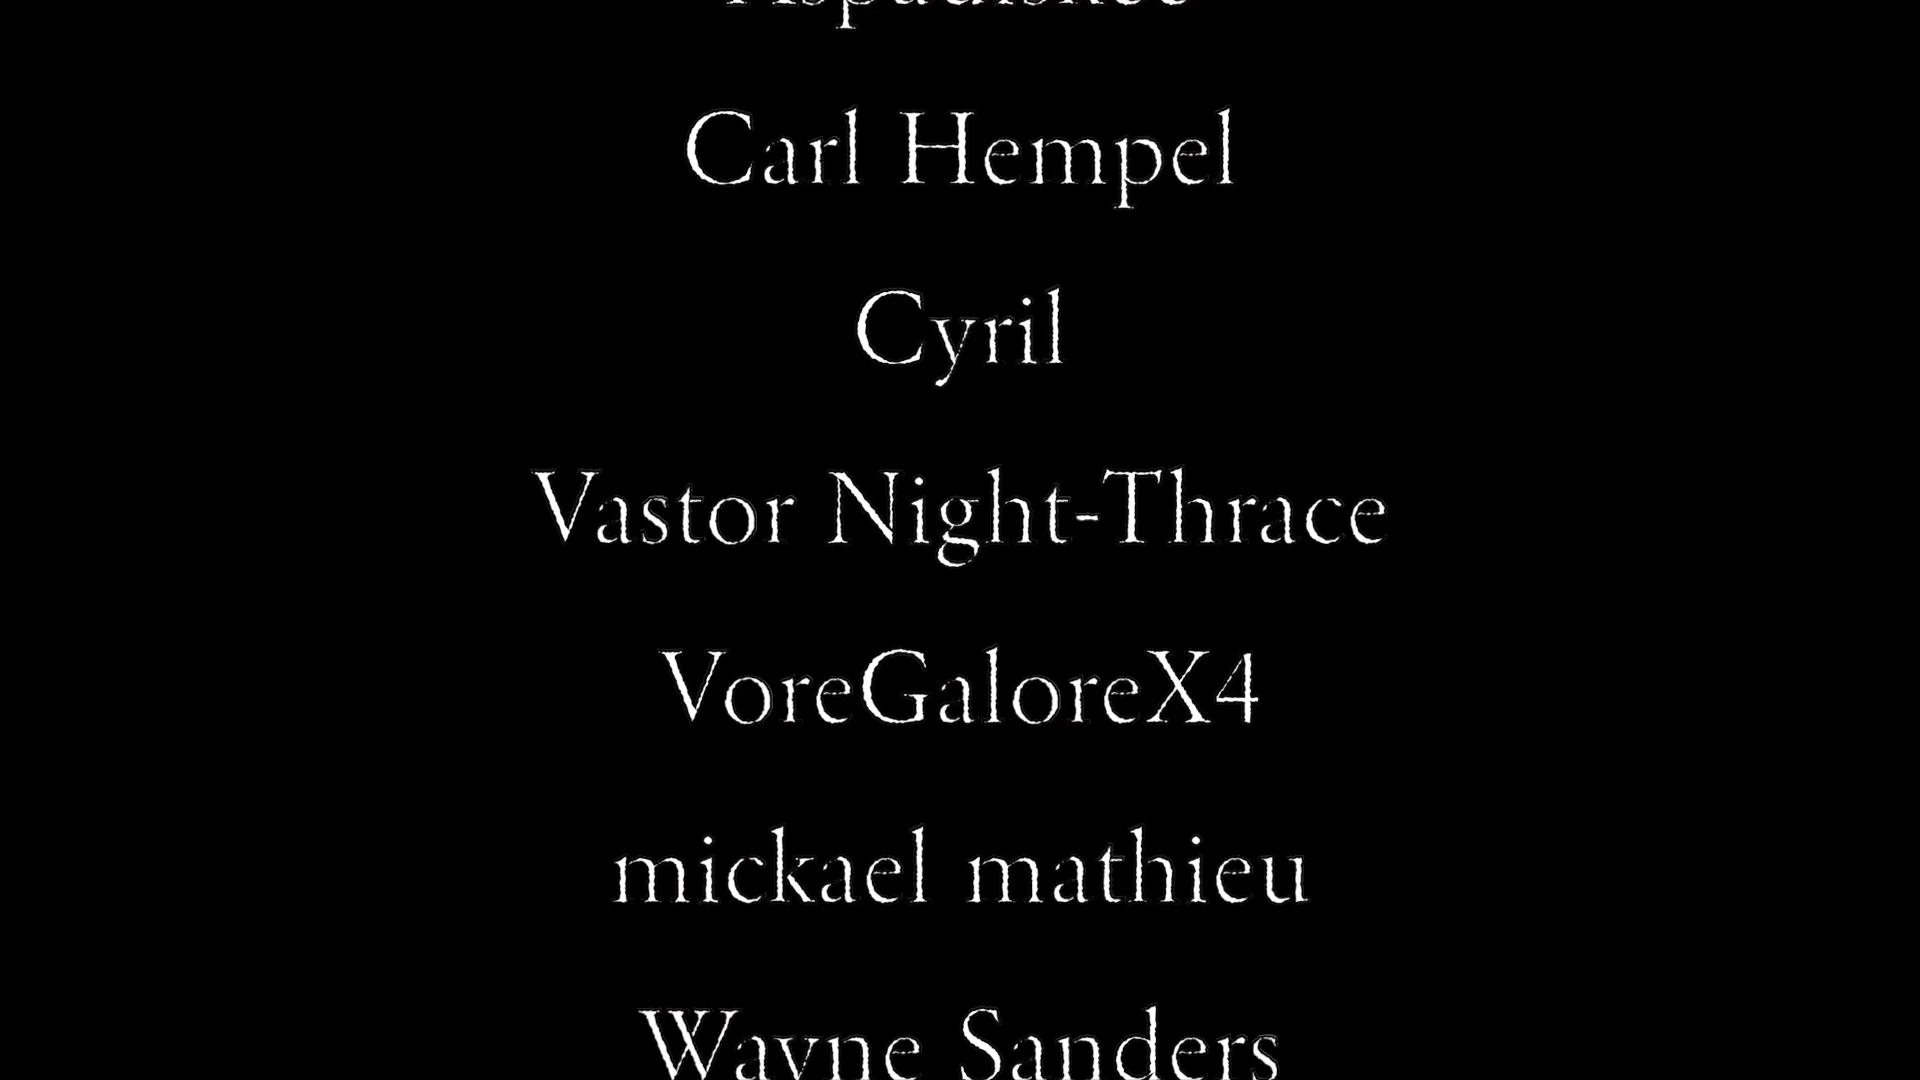 Carl Hempel
Cyril
Vastor Night-Thrace
VoreGaloreX4
mickael mathieu
Wayne Sanders